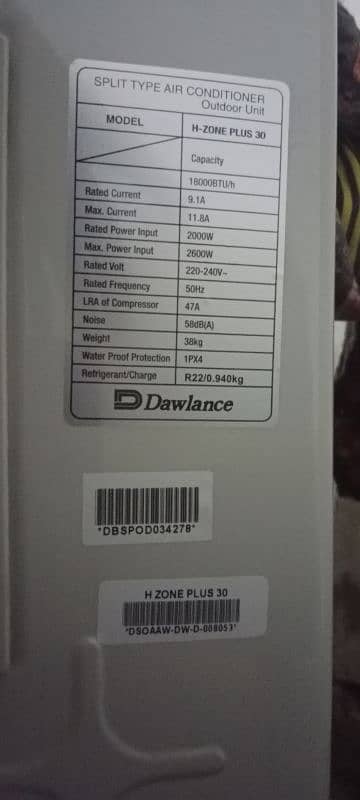 SPLIT TYPE AIR CONDITIONER
Outdoor Unit
MODEL H-ZONE PLUS 30
Capacity
18000BTU/h
Rated Current 9.1A
Max. Current 11.8A
Rated Power Input 2000W
Max. Power Input 2600W
Rated Volt 220-240V~
Rated Frequency 50Hz
LRA of Compressor 47A
Noise 58dB(A)
Weight 38kg
Water Proof Protection 1PX4
Refrigerant/Charge R22/0.940kg
Dawlance
*DBSPOD034278*
H ZONE PLUS 30
*DSOAAW-DW-D-008053*